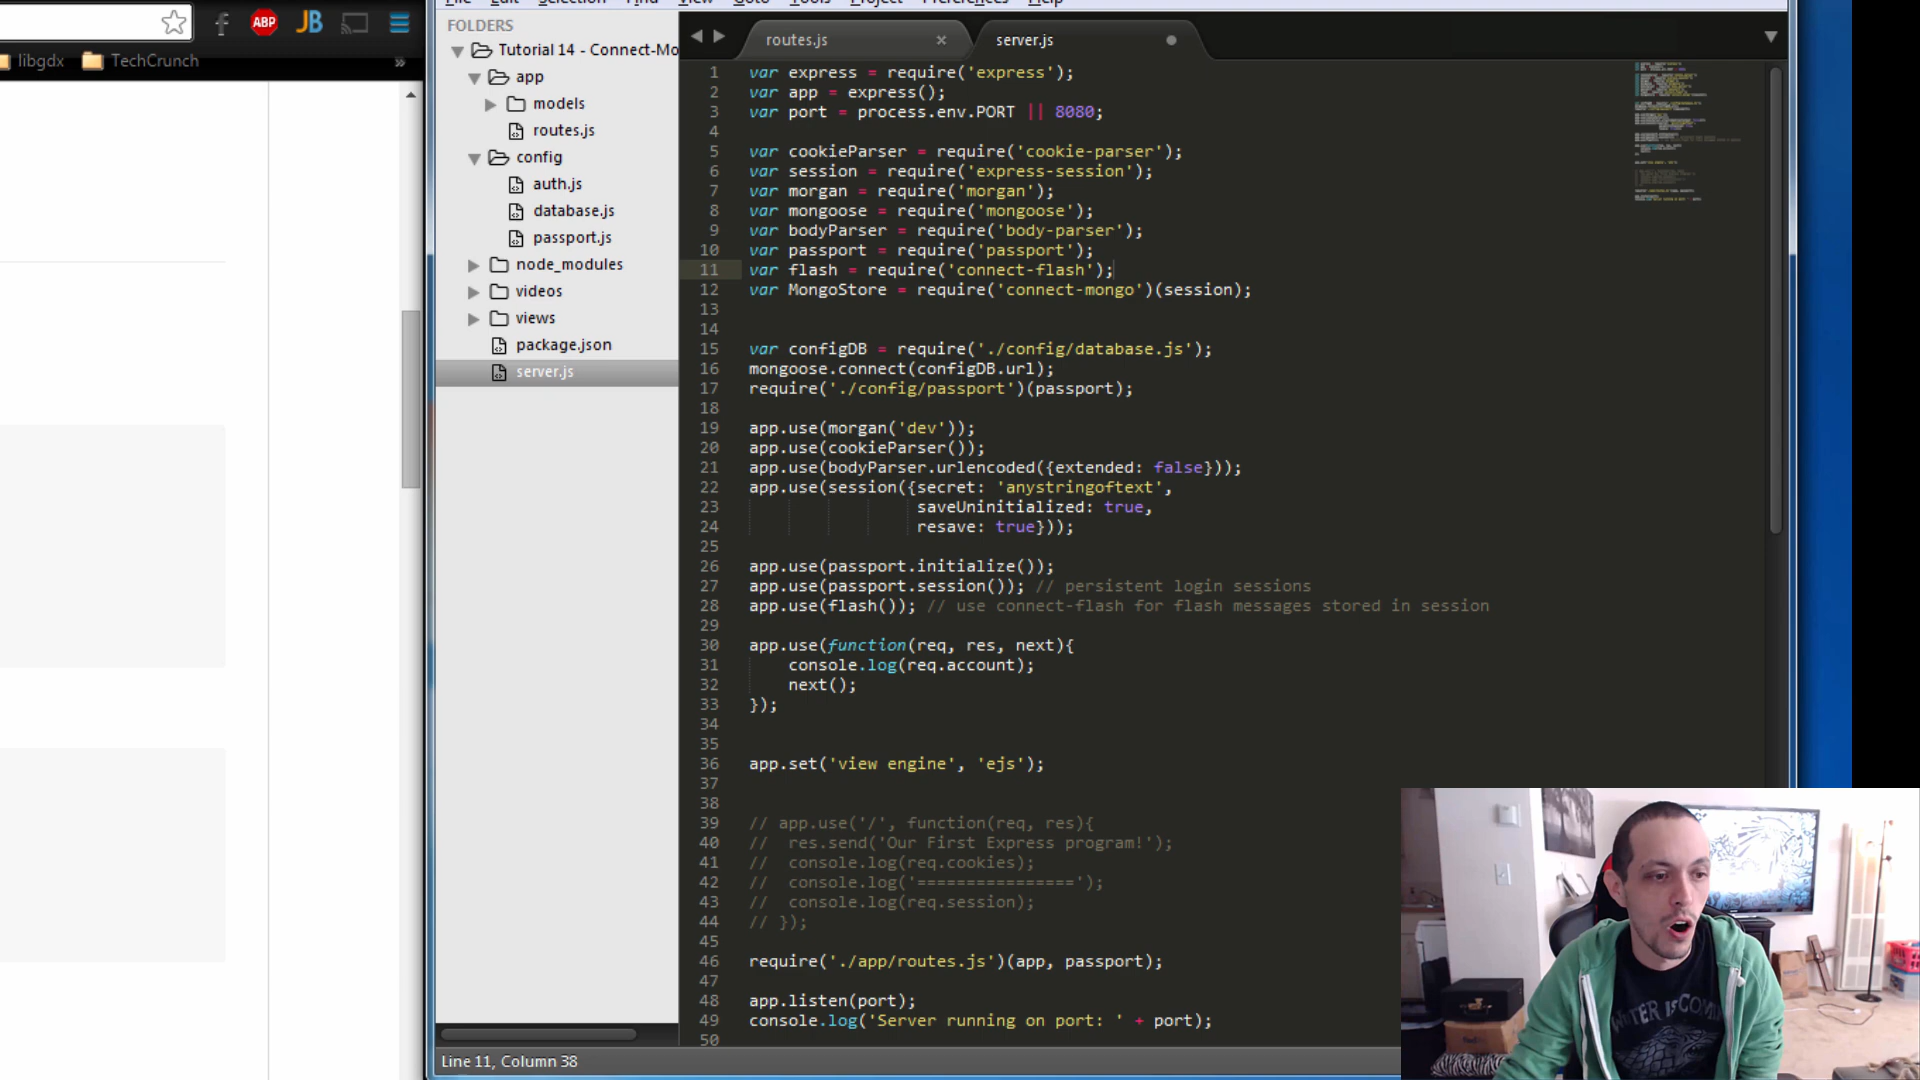 File Edit Selection Find View Goto Tools Project Preferences Help
ABP JB
libgdx TechCrunch »
FOLDERS
Tutorial 14 - Connect-Mo
app
models
routes.js
config
auth.js
database.js
passport.js
node_modules
videos
views
package.json
server.js
routes.js × server.js
1 var express = require('express');
2 var app = express();
3 var port = process.env.PORT || 8080;
4
5 var cookieParser = require('cookie-parser');
6 var session = require('express-session');
7 var morgan = require('morgan');
8 var mongoose = require('mongoose');
9 var bodyParser = require('body-parser');
10 var passport = require('passport');
11 var flash = require('connect-flash');
12 var MongoStore = require('connect-mongo')(session);
13
14
15 var configDB = require('./config/database.js');
16 mongoose.connect(configDB.url);
17 require('./config/passport')(passport);
18
19 app.use(morgan('dev'));
20 app.use(cookieParser());
21 app.use(bodyParser.urlencoded({extended: false}));
22 app.use(session({secret: 'anystringoftext',
23 saveUninitialized: true,
24 resave: true}));
25
26 app.use(passport.initialize());
27 app.use(passport.session()); // persistent login sessions
28 app.use(flash()); // use connect-flash for flash messages stored in session
29
30 app.use(function(req, res, next){
31 console.log(req.account);
32 next();
33 });
34
35
36 app.set('view engine', 'ejs');
37
38
39 // app.use('/', function(req, res){
40 // res.send('Our First Express program!');
41 // console.log(req.cookies);
42 // console.log('================');
43 // console.log(req.session);
44 // });
45
46 require('./app/routes.js')(app, passport);
47
48 app.listen(port);
49 console.log('Server running on port: ' + port);
50
Line 11, Column 38